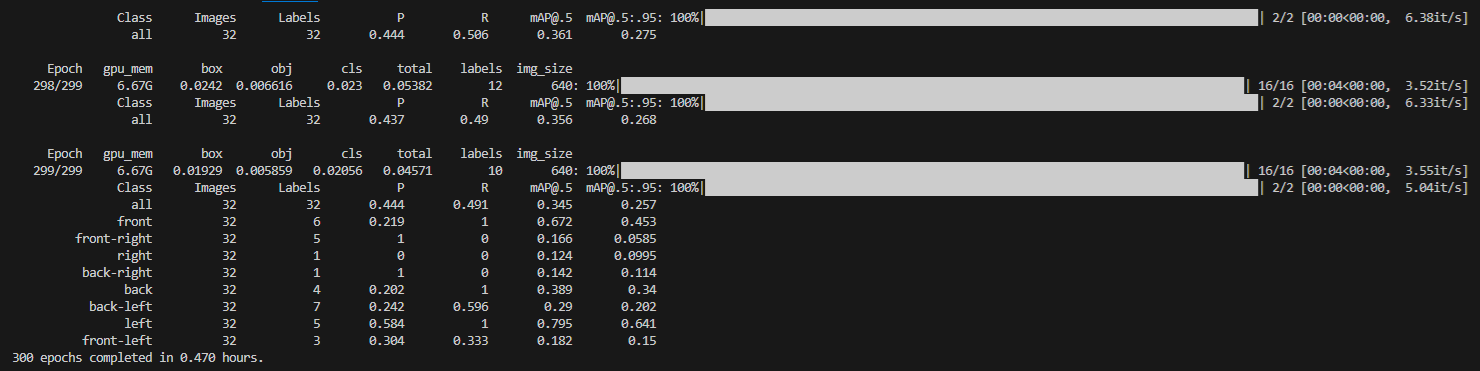 Class Images Labels P R mAP@.5 mAP@.5:.95: 100%| | 2/2 [00:00<00:00, 6.38it/s]
all 32 32 0.444 0.506 0.361 0.275
Epoch gpu_mem box obj cls total labels img_size
298/299 6.67G 0.0242 0.006616 0.023 0.05382 12 640: 100%| | 16/16 [00:04<00:00, 3.52it/s]
Class Images Labels P R mAP@.5 mAP@.5:.95: 100%| | 2/2 [00:00<00:00, 6.33it/s]
all 32 32 0.437 0.49 0.356 0.268
Epoch gpu_mem box obj cls total labels img_size
299/299 6.67G 0.01929 0.005859 0.02056 0.04571 10 640: 100%| | 16/16 [00:04<00:00, 3.55it/s]
Class Images Labels P R mAP@.5 mAP@.5:.95: 100%| | 2/2 [00:00<00:00, 5.04it/s]
all 32 32 0.444 0.491 0.345 0.257
front 32 6 0.219 1 0.672 0.453
front-right 32 5 1 0 0.166 0.0585
right 32 1 0 0 0.124 0.0995
back-right 32 1 1 0 0.142 0.114
back 32 4 0.202 1 0.389 0.34
back-left 32 7 0.242 0.596 0.29 0.202
left 32 5 0.584 1 0.795 0.641
front-left 32 3 0.304 0.333 0.182 0.15
300 epochs completed in 0.470 hours.